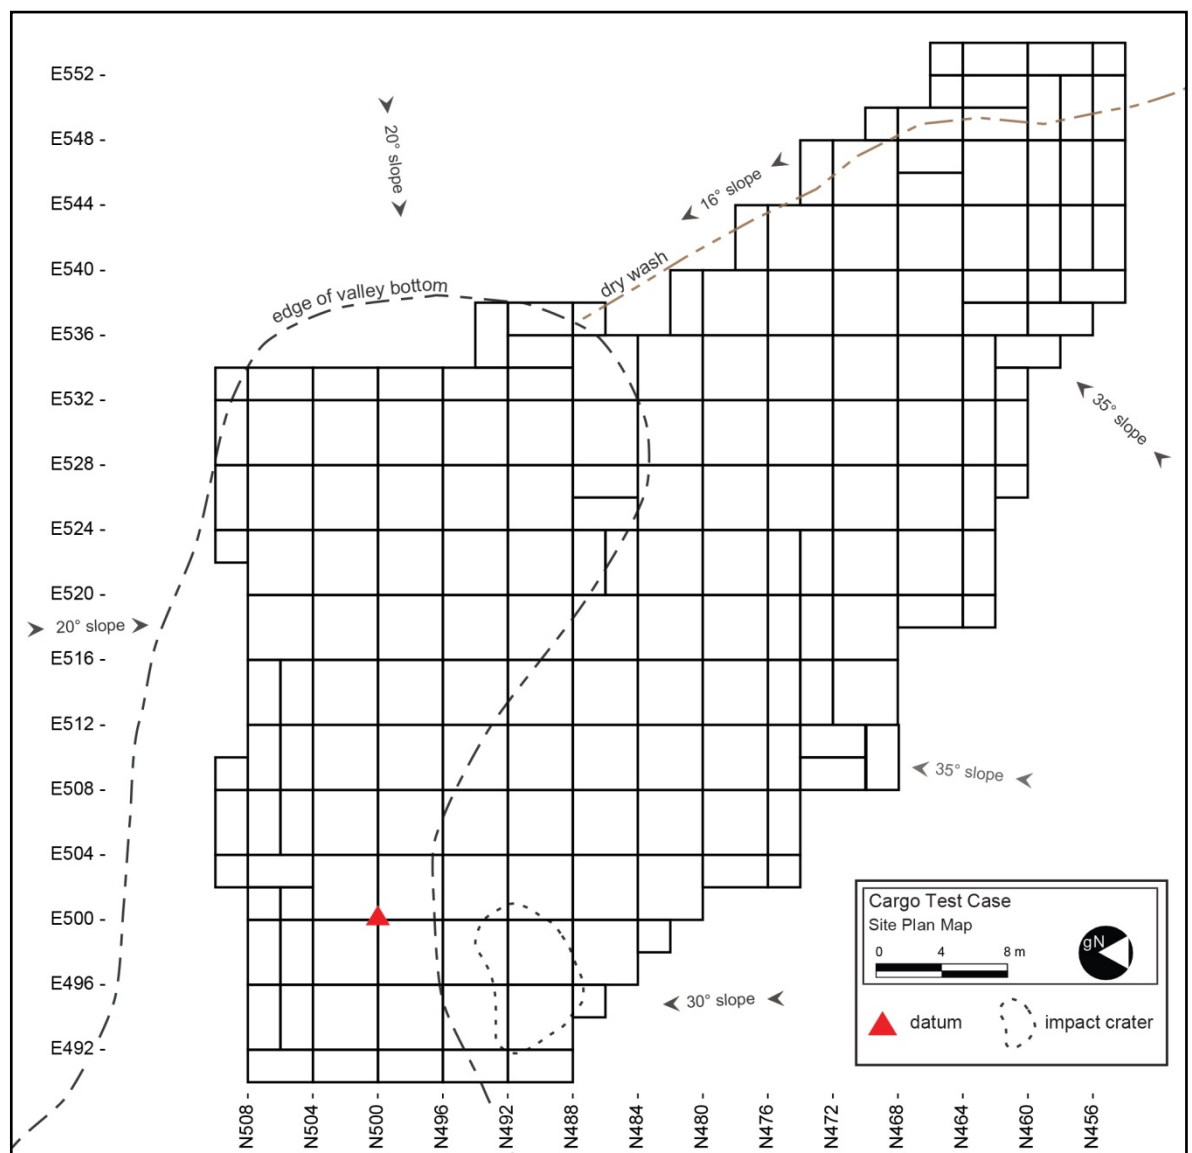 E552 -
E548 -
E544 -
E540 -
E536 -
E532 -
E528 -
E524 -
E520 -
E516 -
E512 -
E508 -
E504 -
E500 -
E496 -
E492 -
20° slope
16° slope
dry wash
edge of valley bottom
35° slope
20° slope
35° slope
30° slope
Cargo Test Case
Site Plan Map
0 4 8 m
gN
datum
impact crater
N508
N504
N500
N496
N492
N488
N484
N480
N476
N472
N468
N464
N460
N456